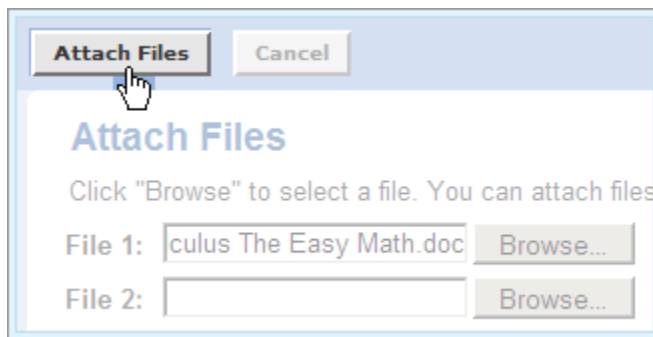 Attach Files Cancel
Attach Files
Click "Browse" to select a file. You can attach files
File 1: culus The Easy Math.doc Browse...
File 2: Browse...